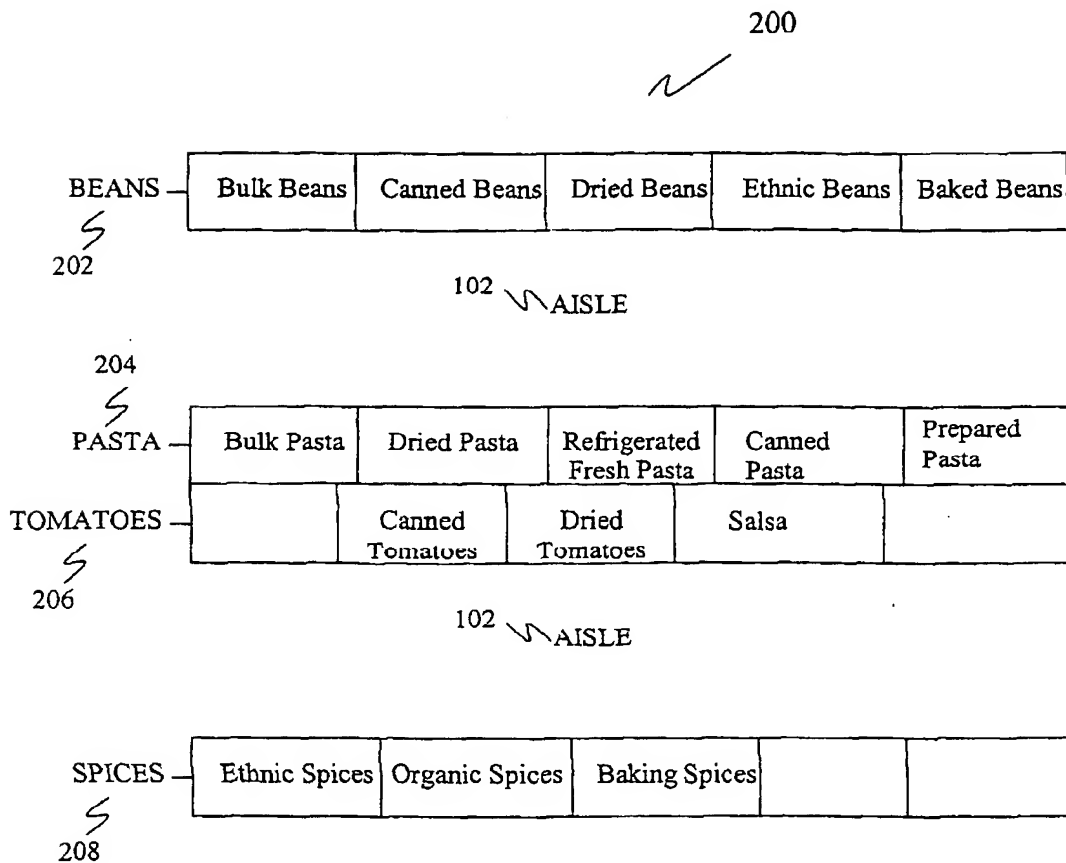 200
BEANS
Bulk Beans
Canned Beans
Dried Beans
Ethnic Beans
Baked Beans
202
102
AISLE
204
PASTA
Bulk Pasta
Dried Pasta
Refrigerated
Fresh Pasta
Canned
Pasta
Prepared
Pasta
TOMATOES
Canned
Tomatoes
Dried
Tomatoes
Salsa
206
102
AISLE
SPICES
Ethnic Spices
Organic Spices
Baking Spices
208